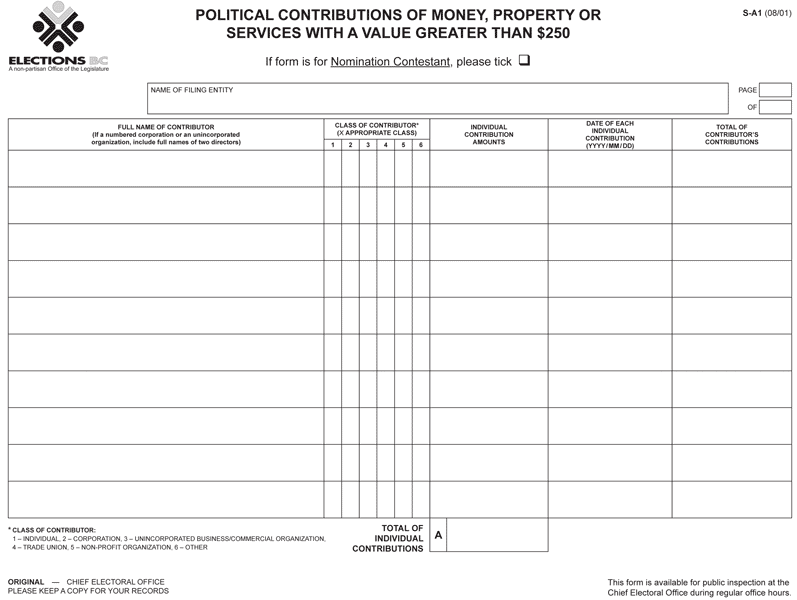 POLITICAL CONTRIBUTIONS OF MONEY, PROPERTY OR
SERVICES WITH A VALUE GREATER THAN $250
S-A1 (08/01)
ELECTIONS BC
A non-partisan Office of the Legislature
If form is for Nomination Contestant, please tick ❑
NAME OF FILING ENTITY
PAGE
OF
FULL NAME OF CONTRIBUTOR
(If a numbered corporation or an unincorporated
organization, include full names of two directors)
CLASS OF CONTRIBUTOR*
(X APPROPRIATE CLASS)
1 2 3 4 5 6
INDIVIDUAL
CONTRIBUTION
AMOUNTS
DATE OF EACH
INDIVIDUAL
CONTRIBUTION
(YYYY/MM/DD)
TOTAL OF
CONTRIBUTOR'S
CONTRIBUTIONS
* CLASS OF CONTRIBUTOR:
1 – INDIVIDUAL, 2 – CORPORATION, 3 – UNINCORPORATED BUSINESS/COMMERCIAL ORGANIZATION,
4 – TRADE UNION, 5 – NON-PROFIT ORGANIZATION, 6 – OTHER
TOTAL OF
INDIVIDUAL
CONTRIBUTIONS
A
ORIGINAL — CHIEF ELECTORAL OFFICE
PLEASE KEEP A COPY FOR YOUR RECORDS
This form is available for public inspection at the
Chief Electoral Office during regular office hours.